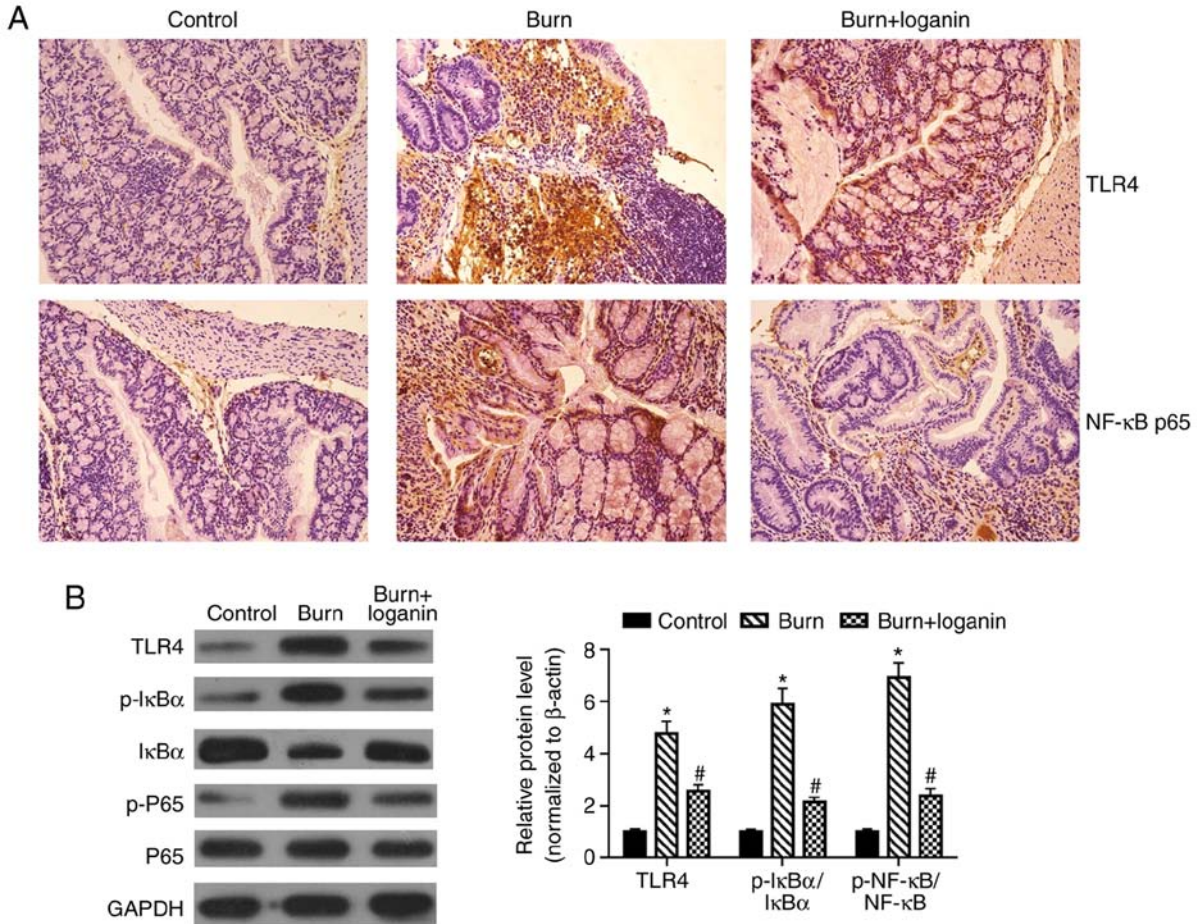 A
Control
Burn
Burn+loganin
TLR4
NF-κB p65
B
Control
Burn
Burn+
loganin
TLR4
p-IκBα
IκBα
p-P65
P65
GAPDH
Control
Burn
Burn+loganin
Relative protein level
(normalized to β-actin)
8
6
4
2
0
*
#
*
#
*
#
TLR4
p-IκBα/
IκBα
p-NF-κB/
NF-κB